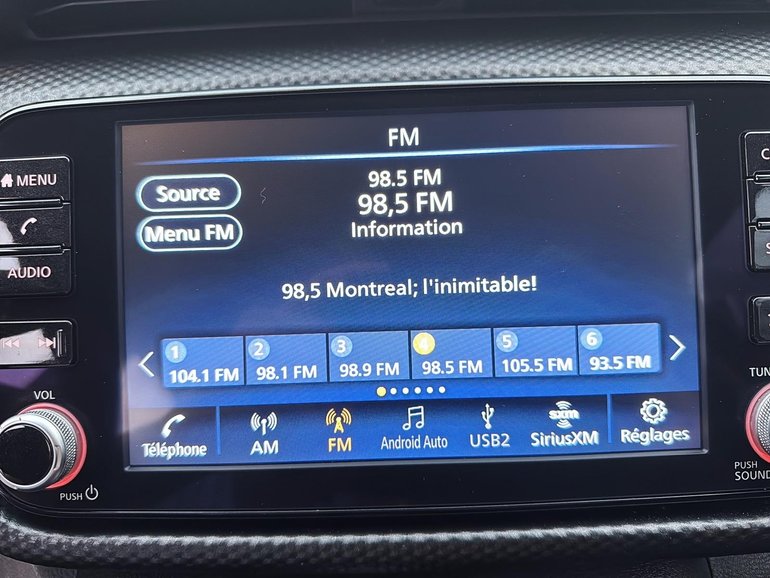 FM
98.5 FM
98,5 FM
Information
Source
Menu FM
98,5 Montreal; l'inimitable!
1 2 3 4 5 6
104.1 FM 98.1 FM 98.9 FM 98.5 FM 105.5 FM 93.5 FM
Téléphone AM FM Android Auto USB2 SiriusXM Réglages
sxm
MENU
AUDIO
VOL
PUSH
TUN
PUSH
SOUND